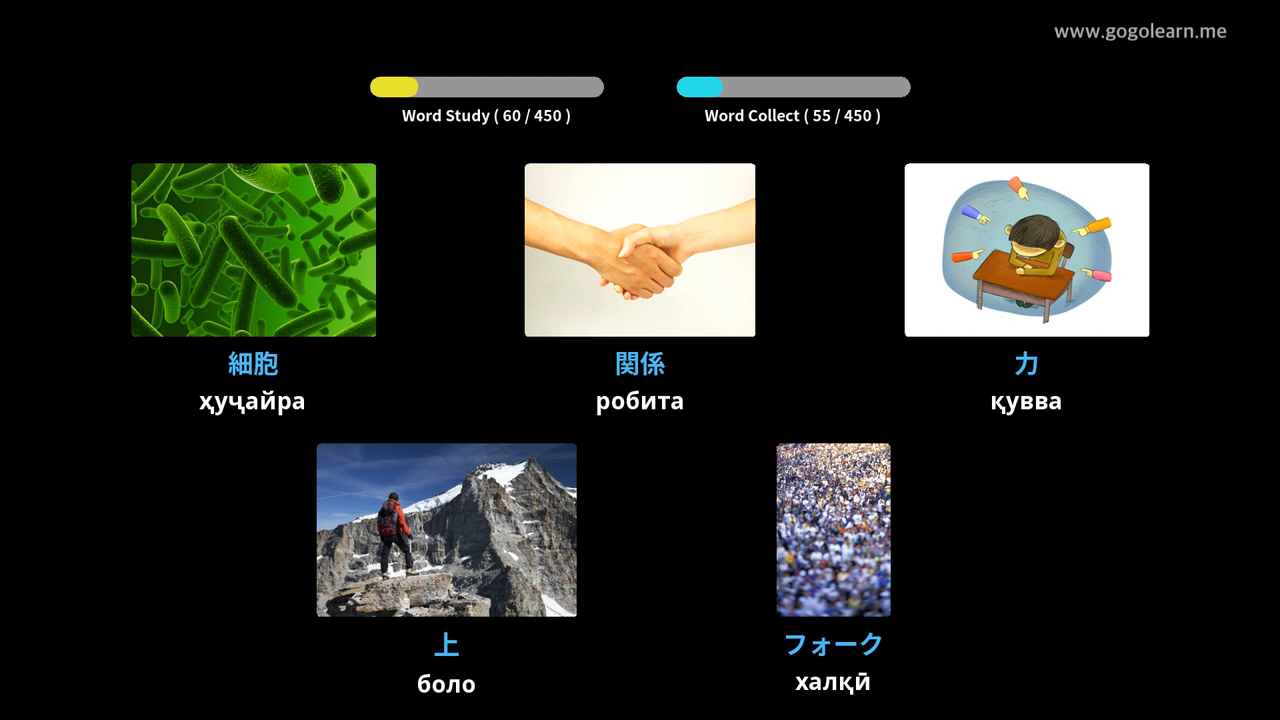 www.gogolearn.me
Word Study ( 60 / 450 )
Word Collect ( 55 / 450 )
細胞
ҳуҷайра
関係
робита
力
қувва
上
боло
フォーク
халқӣ